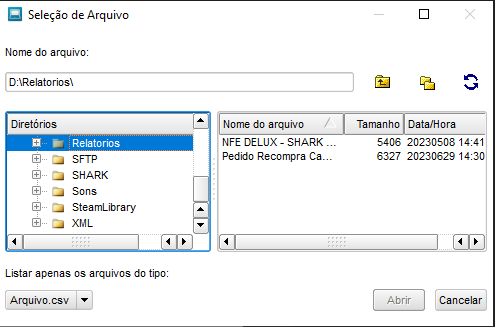 Seleção de Arquivo
Nome do arquivo:
D:\Relatorios\
Diretórios
Relatorios
SFTP
SHARK
Sons
SteamLibrary
XML
Nome do arquivo Tamanho Data/Hora
NFE DELUX - SHARK ... 5406 20230508 14:41
Pedido Recompra Ca... 6327 20230629 14:30
Listar apenas os arquivos do tipo:
Arquivo.csv
Abrir Cancelar